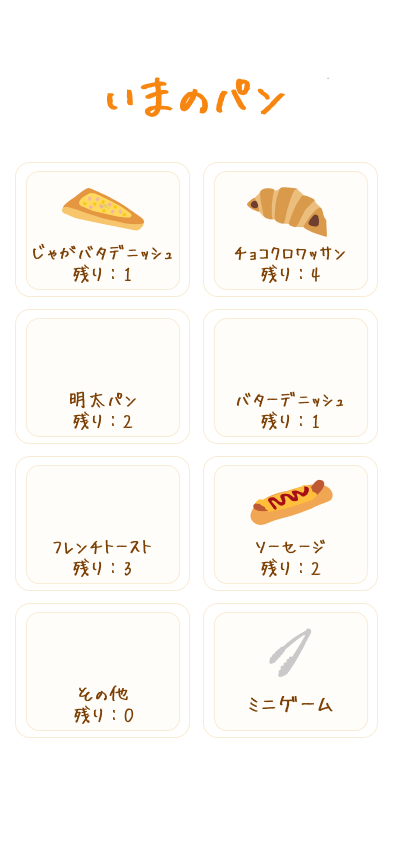 いまのパン
じゃがバタデニッシュ
残り：1
チョコクロワッサン
残り：4
明太パン
残り：2
バターデニッシュ
残り：1
フレンチトースト
残り：3
ソーセージ
残り：2
その他
残り：0
ミニゲーム